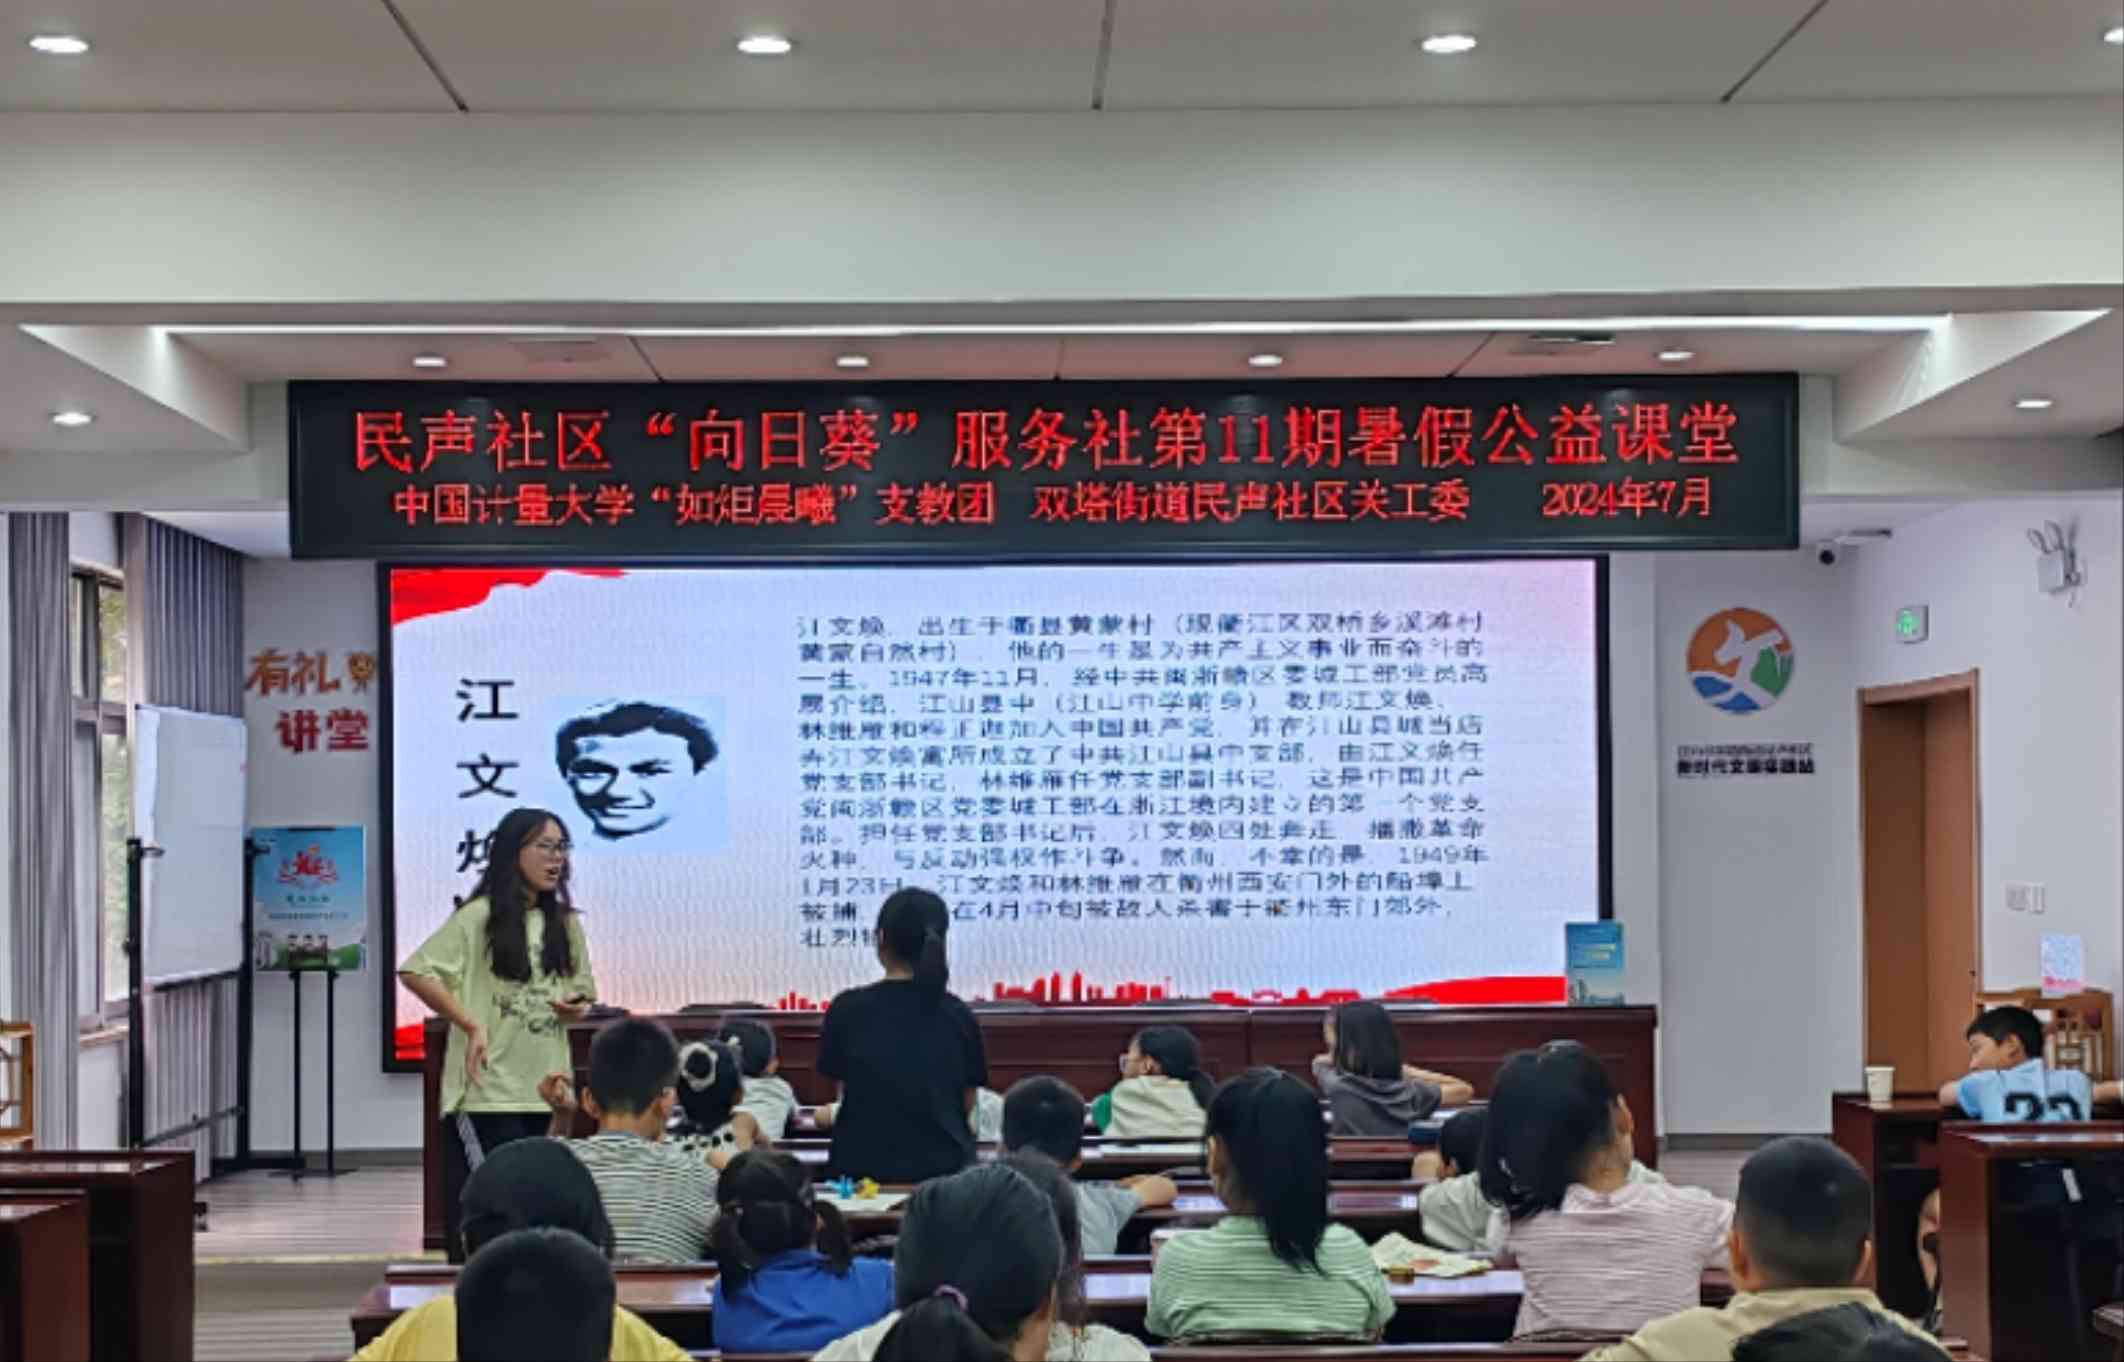 民声社区“向日葵”服务社第11期暑假公益课堂
中国计量大学“如炬晨曦”支教团 双塔街道民声社区关工委 2024年7月
有礼
讲堂
江文焕
江文焕，出生于衢县黄蒙村（现衢江区双桥乡溪滩村
黄蒙自然村），他的一生是为共产主义事业而奋斗的
一生。1947年11月，经中共闽浙赣区委城工部党员高
展介绍，江山县中（江山中学前身）教师江文焕、
林维雁和程正迦加入中国共产党，并在江山县城当店
弄江文焕寓所成立了中共江山县中支部，由江文焕任
党支部书记，林维雁任党支部副书记，这是中国共产
党闽浙赣区党委城工部在浙江境内建立的第一个党支
部。担任党支部书记后，江文焕四处奔走，播撒革命
火种，与反动强权作斗争。然而，不幸的是，1949年
1月23日，江文焕和林维雁在衢州西安门外的船埠上
被捕，在4月中旬被敌人杀害于衢州东门郊外，
壮烈
新时代文明实践站
22